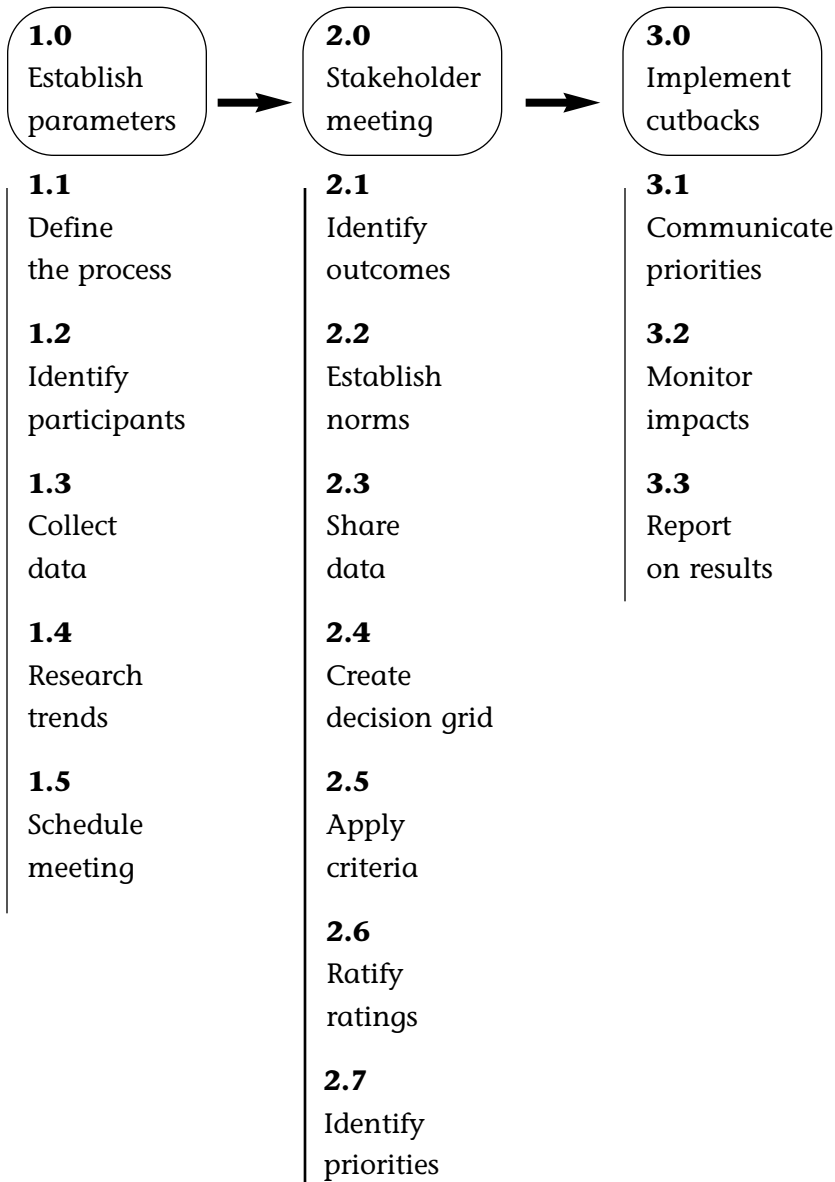 1.0
Establish
parameters
1.1
Define
the process
1.2
Identify
participants
1.3
Collect
data
1.4
Research
trends
1.5
Schedule
meeting
2.0
Stakeholder
meeting
2.1
Identify
outcomes
2.2
Establish
norms
2.3
Share
data
2.4
Create
decision grid
2.5
Apply
criteria
2.6
Ratify
ratings
2.7
Identify
priorities
3.0
Implement
cutbacks
3.1
Communicate
priorities
3.2
Monitor
impacts
3.3
Report
on results